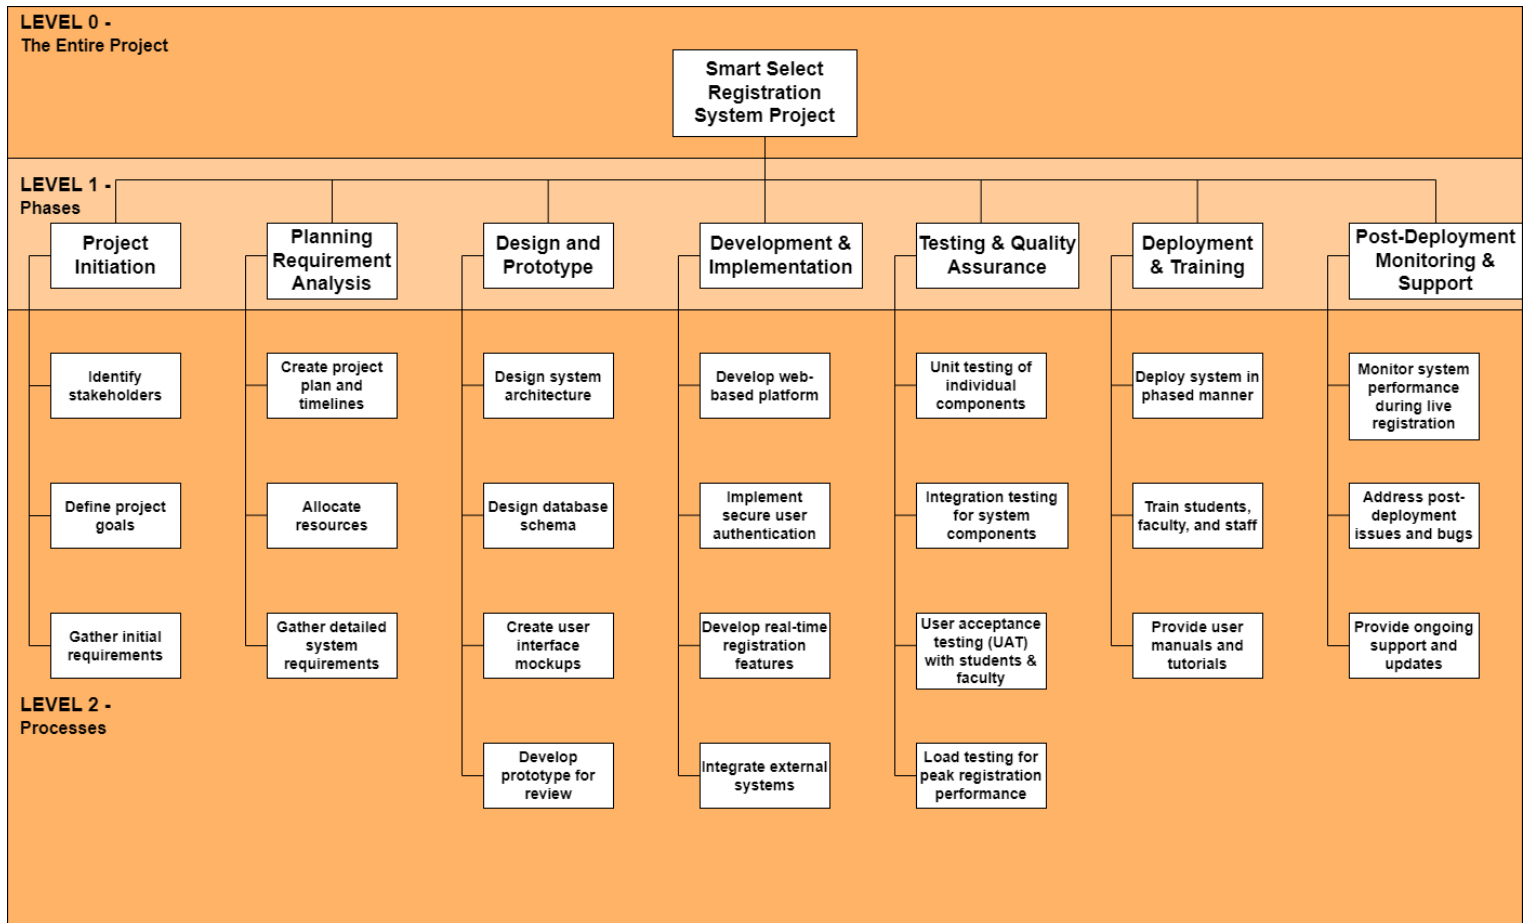 LEVEL 0 -
The Entire Project
Smart Select
Registration
System Project
LEVEL 1 -
Phases
Project
Initiation
Planning
Requirement
Analysis
Design and
Prototype
Development &
Implementation
Testing & Quality
Assurance
Deployment
& Training
Post-Deployment
Monitoring &
Support
Identify
stakeholders
Create project
plan and
timelines
Design system
architecture
Develop web-
based platform
Unit testing of
individual
components
Deploy system in
phased manner
Monitor system
performance
during live
registration
Define project
goals
Allocate
resources
Design database
schema
Implement
secure user
authentication
Integration testing
for system
components
Train students,
faculty, and staff
Address post-
deployment
issues and bugs
Gather initial
requirements
Gather detailed
system
requirements
Create user
interface
mockups
Develop real-time
registration
features
User acceptance
testing (UAT)
with students &
faculty
Provide user
manuals and
tutorials
Provide ongoing
support and
updates
LEVEL 2 -
Processes
Develop
prototype for
review
Integrate external
systems
Load testing for
peak registration
performance